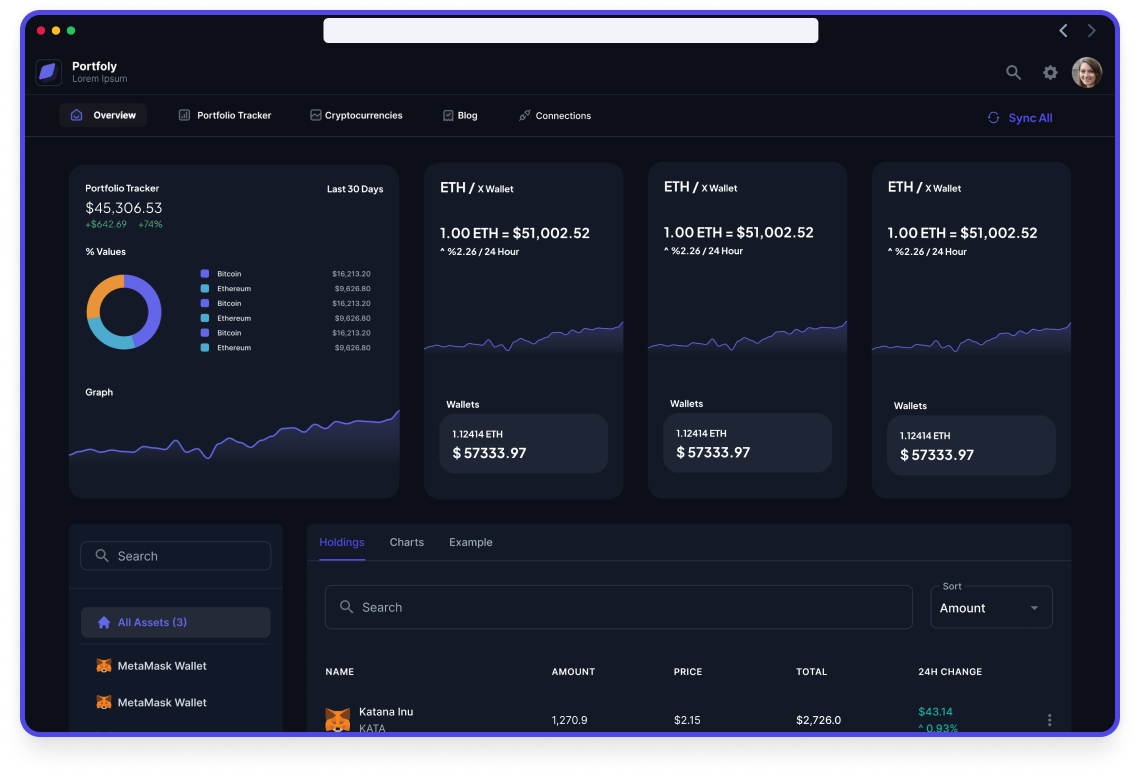 Portfoly
Lorem Ipsum
Overview
Portfolio Tracker
Cryptocurrencies
Blog
Connections
Sync All
Portfolio Tracker
Last 30 Days
$45,306.53
+$642.69 +74%
% Values
Bitcoin $16,213.20
Ethereum $9,626.80
Bitcoin $16,213.20
Ethereum $9,626.80
Bitcoin $16,213.20
Ethereum $9,626.80
Graph
ETH / X Wallet
1.00 ETH = $51,002.52
^ %2.26 / 24 Hour
Wallets
1.12414 ETH
$ 57333.97
ETH / X Wallet
1.00 ETH = $51,002.52
^ %2.26 / 24 Hour
Wallets
1.12414 ETH
$ 57333.97
ETH / X Wallet
1.00 ETH = $51,002.52
^ %2.26 / 24 Hour
Wallets
1.12414 ETH
$ 57333.97
Search
All Assets (3)
MetaMask Wallet
MetaMask Wallet
Holdings
Charts
Example
Search
Sort
Amount
NAME AMOUNT PRICE TOTAL 24H CHANGE
Katana Inu 1,270.9 $2.15 $2,726.0 $43.14
KATA ^ 0.93%